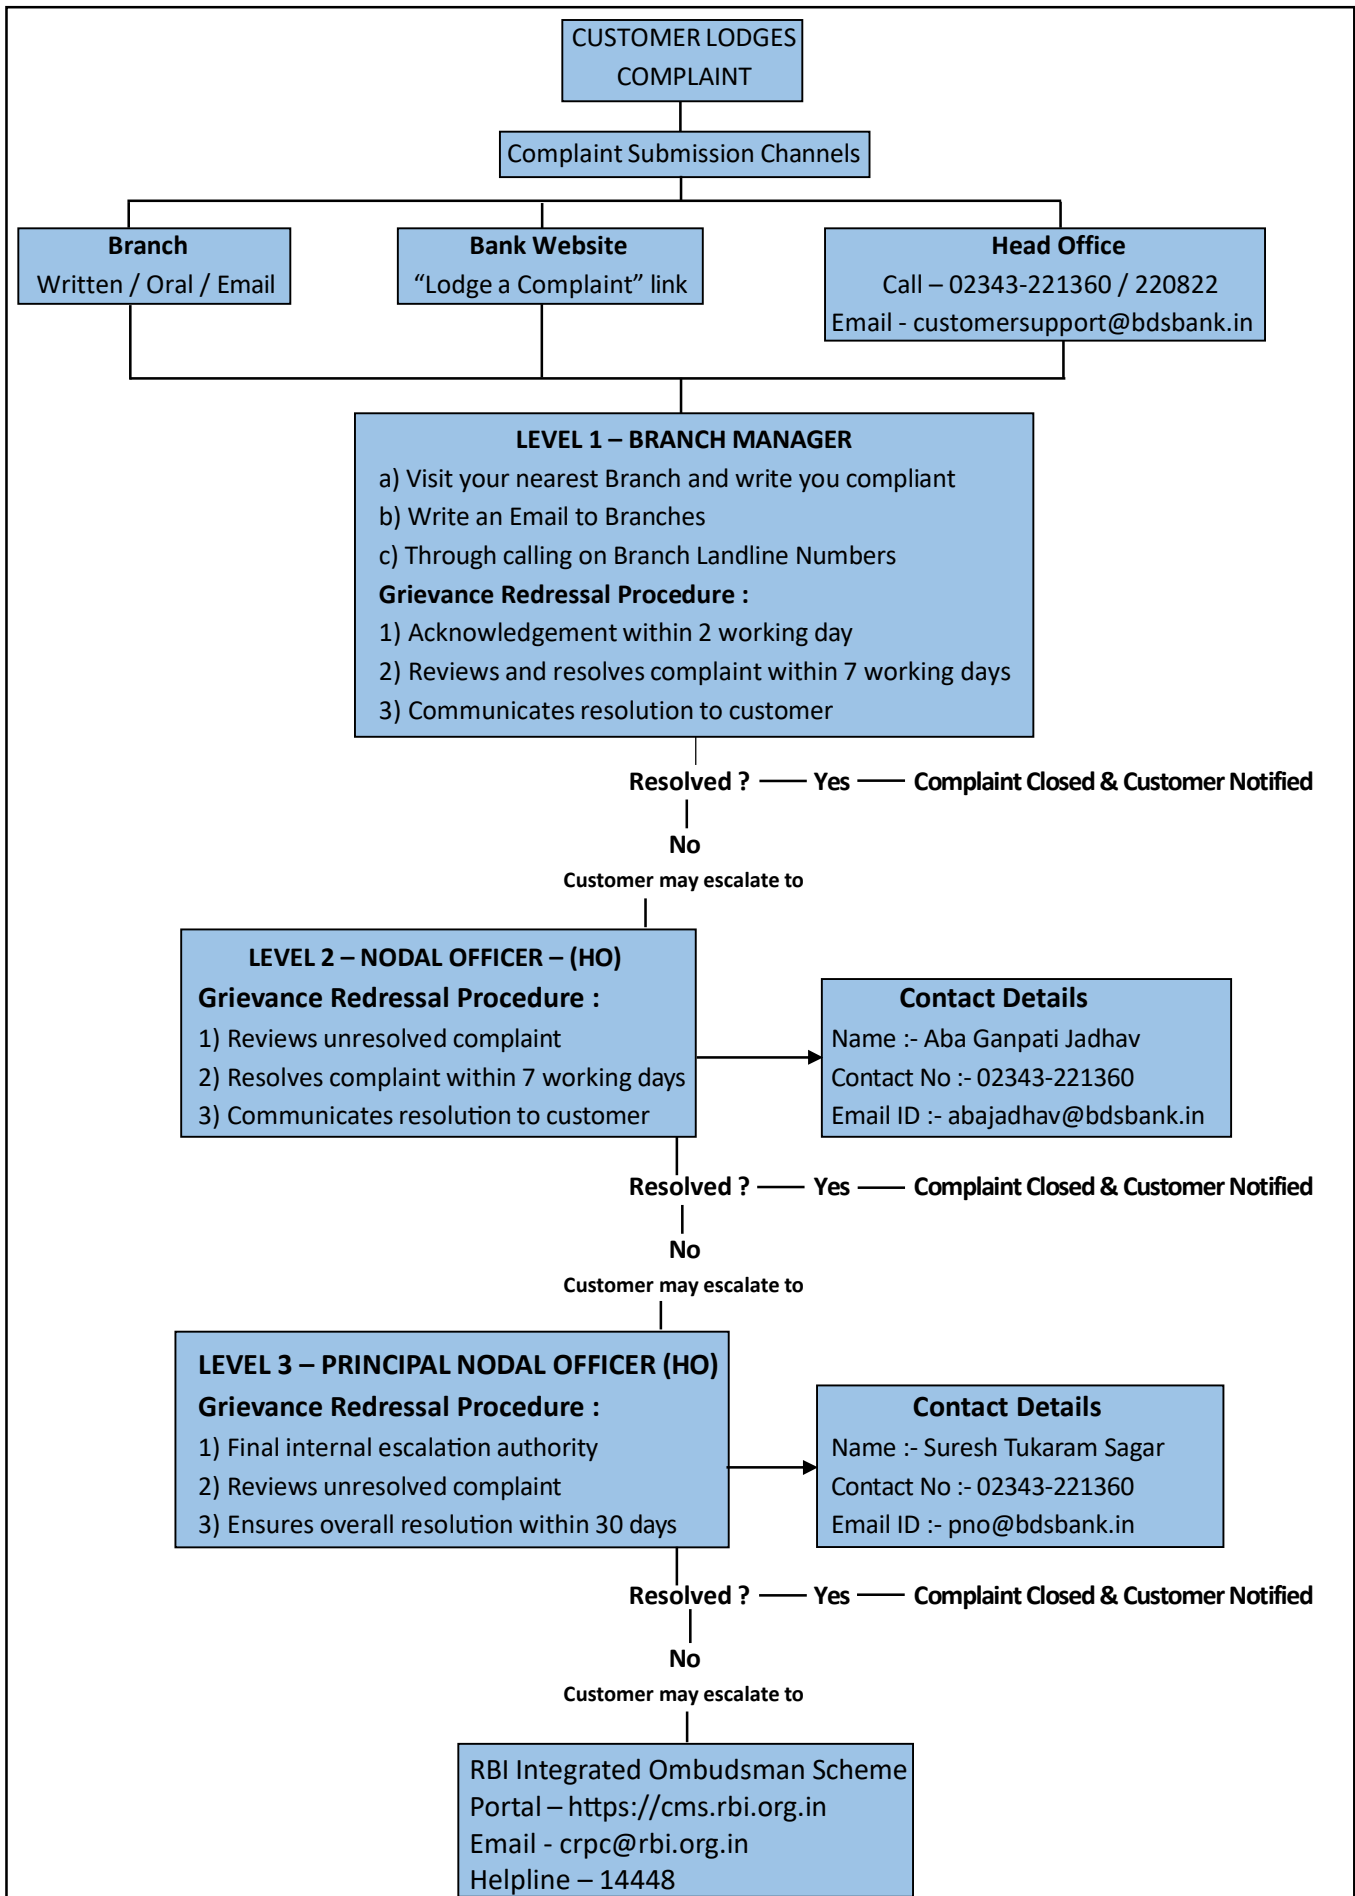 CUSTOMER LODGES
COMPLAINT
Complaint Submission Channels
Branch
Written / Oral / Email
Bank Website
“Lodge a Complaint” link
Head Office
Call – 02343-221360 / 220822
Email - customersupport@bdsbank.in
LEVEL 1 – BRANCH MANAGER
a) Visit your nearest Branch and write you compliant
b) Write an Email to Branches
c) Through calling on Branch Landline Numbers
Grievance Redressal Procedure :
1) Acknowledgement within 2 working day
2) Reviews and resolves complaint within 7 working days
3) Communicates resolution to customer
Resolved ? Yes Complaint Closed & Customer Notified
No
Customer may escalate to
LEVEL 2 – NODAL OFFICER – (HO)
Grievance Redressal Procedure :
1) Reviews unresolved complaint
2) Resolves complaint within 7 working days
3) Communicates resolution to customer
Contact Details
Name :- Aba Ganpati Jadhav
Contact No :- 02343-221360
Email ID :- abajadhav@bdsbank.in
Resolved ? Yes Complaint Closed & Customer Notified
No
Customer may escalate to
LEVEL 3 – PRINCIPAL NODAL OFFICER (HO)
Grievance Redressal Procedure :
1) Final internal escalation authority
2) Reviews unresolved complaint
3) Ensures overall resolution within 30 days
Contact Details
Name :- Suresh Tukaram Sagar
Contact No :- 02343-221360
Email ID :- pno@bdsbank.in
Resolved ? Yes Complaint Closed & Customer Notified
No
Customer may escalate to
RBI Integrated Ombudsman Scheme
Portal – https://cms.rbi.org.in
Email - crpc@rbi.org.in
Helpline – 14448